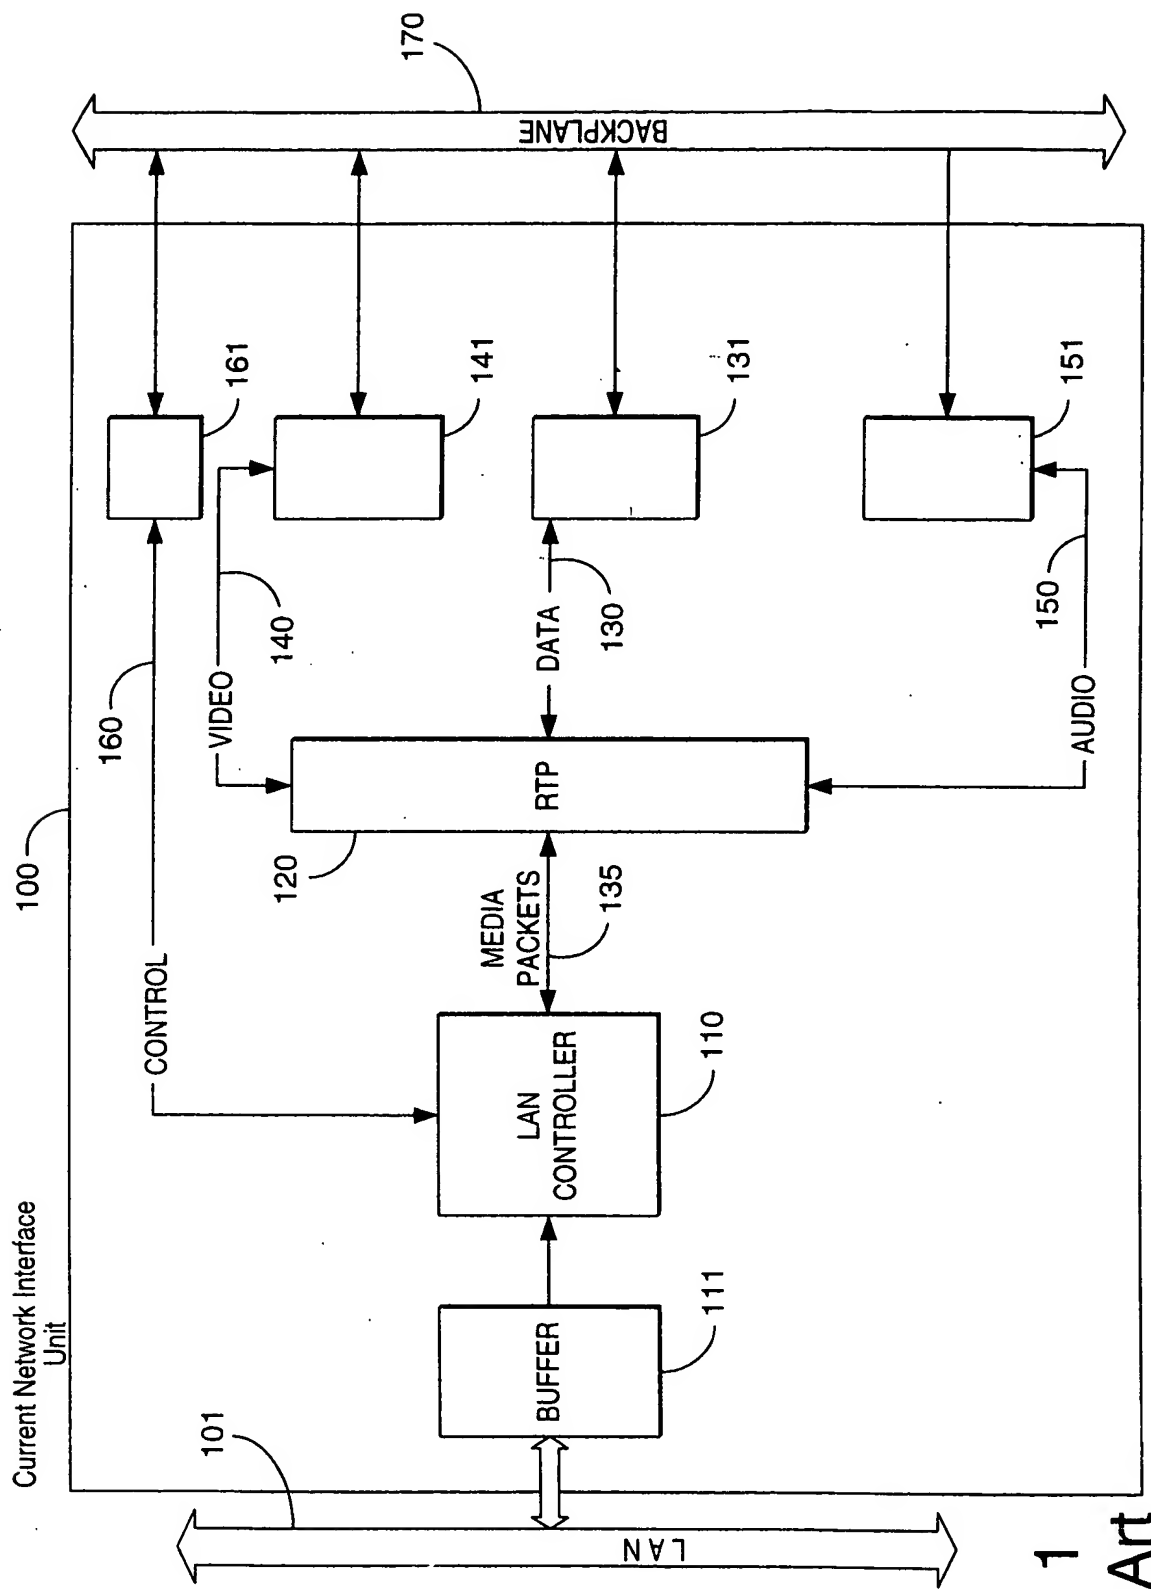 Current Network Interface
Unit
100
101
LAN
BUFFER
111
LAN
CONTROLLER
110
CONTROL
160
161
MEDIA
PACKETS
135
120
RTP
VIDEO
140
141
DATA
130
131
AUDIO
150
151
BACKPLANE
170
1
Art